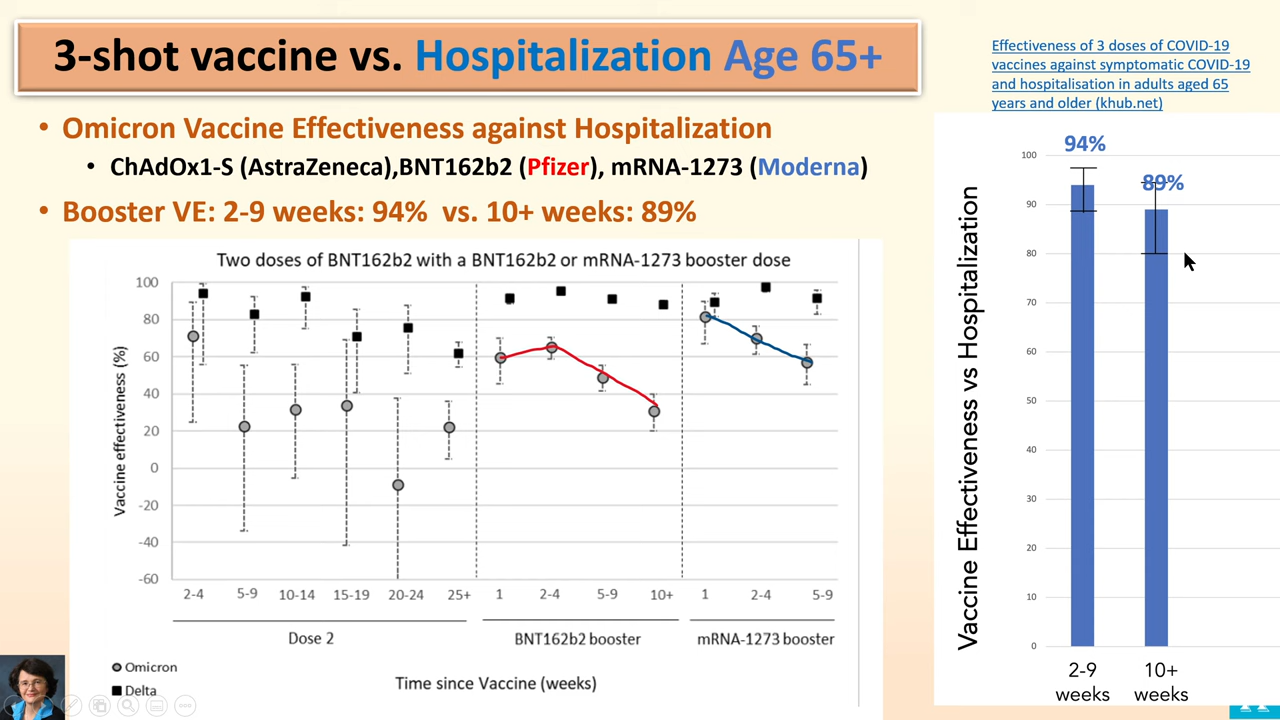 3-shot vaccine vs. Hospitalization Age 65+
Effectiveness of 3 doses of COVID-19
vaccines against symptomatic COVID-19
and hospitalisation in adults aged 65
years and older (khub.net)
• Omicron Vaccine Effectiveness against Hospitalization
• ChAdOx1-S (AstraZeneca),BNT162b2 (Pfizer), mRNA-1273 (Moderna)
• Booster VE: 2-9 weeks: 94% vs. 10+ weeks: 89%
Two doses of BNT162b2 with a BNT162b2 or mRNA-1273 booster dose
Vaccine effectiveness (%)
100
80
60
40
20
0
-20
-40
-60
2-4 5-9 10-14 15-19 20-24 25+ 1 2-4 5-9 10+ 1 2-4 5-9
Dose 2 BNT162b2 booster mRNA-1273 booster
Omicron
Delta
Time since Vaccine (weeks)
Vaccine Effectiveness vs Hospitalization
94%
89%
100
90
80
70
60
50
40
30
20
10
0
2-9
weeks
10+
weeks